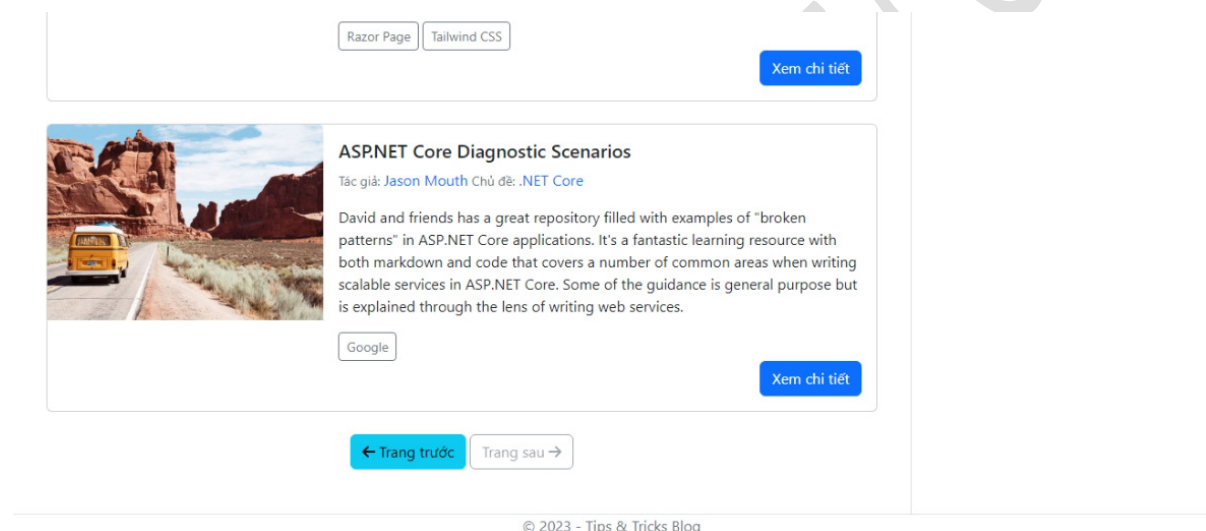 Razor Page Tailwind CSS
Xem chi tiết
ASP.NET Core Diagnostic Scenarios
Tác giả: Jason Mouth Chủ đề: .NET Core
David and friends has a great repository filled with examples of "broken
patterns" in ASP.NET Core applications. It's a fantastic learning resource with
both markdown and code that covers a number of common areas when writing
scalable services in ASP.NET Core. Some of the guidance is general purpose but
is explained through the lens of writing web services.
Google
Xem chi tiết
← Trang trước Trang sau →
© 2023 - Tips & Tricks Blog